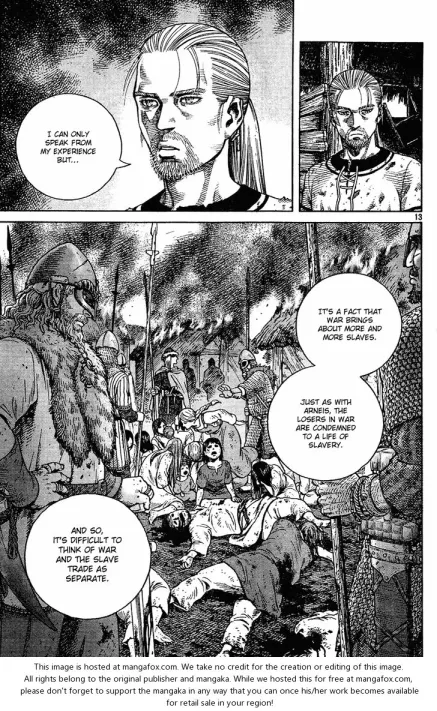 I CAN ONLY
SPEAK FROM
MY EXPERIENCE
BUT...
13
IT'S A FACT THAT
WAR BRINGS
ABOUT MORE AND
MORE SLAVES.
JUST AS WITH
ARNEIS, THE
LOSERS IN WAR
ARE CONDEMNED
TO A LIFE OF
SLAVERY.
AND SO,
IT'S DIFFICULT TO
THINK OF WAR
AND THE SLAVE
TRADE AS
SEPARATE.
This image is hosted at mangafox.com. We take no credit for the creation or editing of this image.
All rights belong to the original publisher and mangaka. While we hosted this for free at mangafox.com,
please don't forget to support the mangaka in any way that you can once his/her work becomes available
for retail sale in your region!